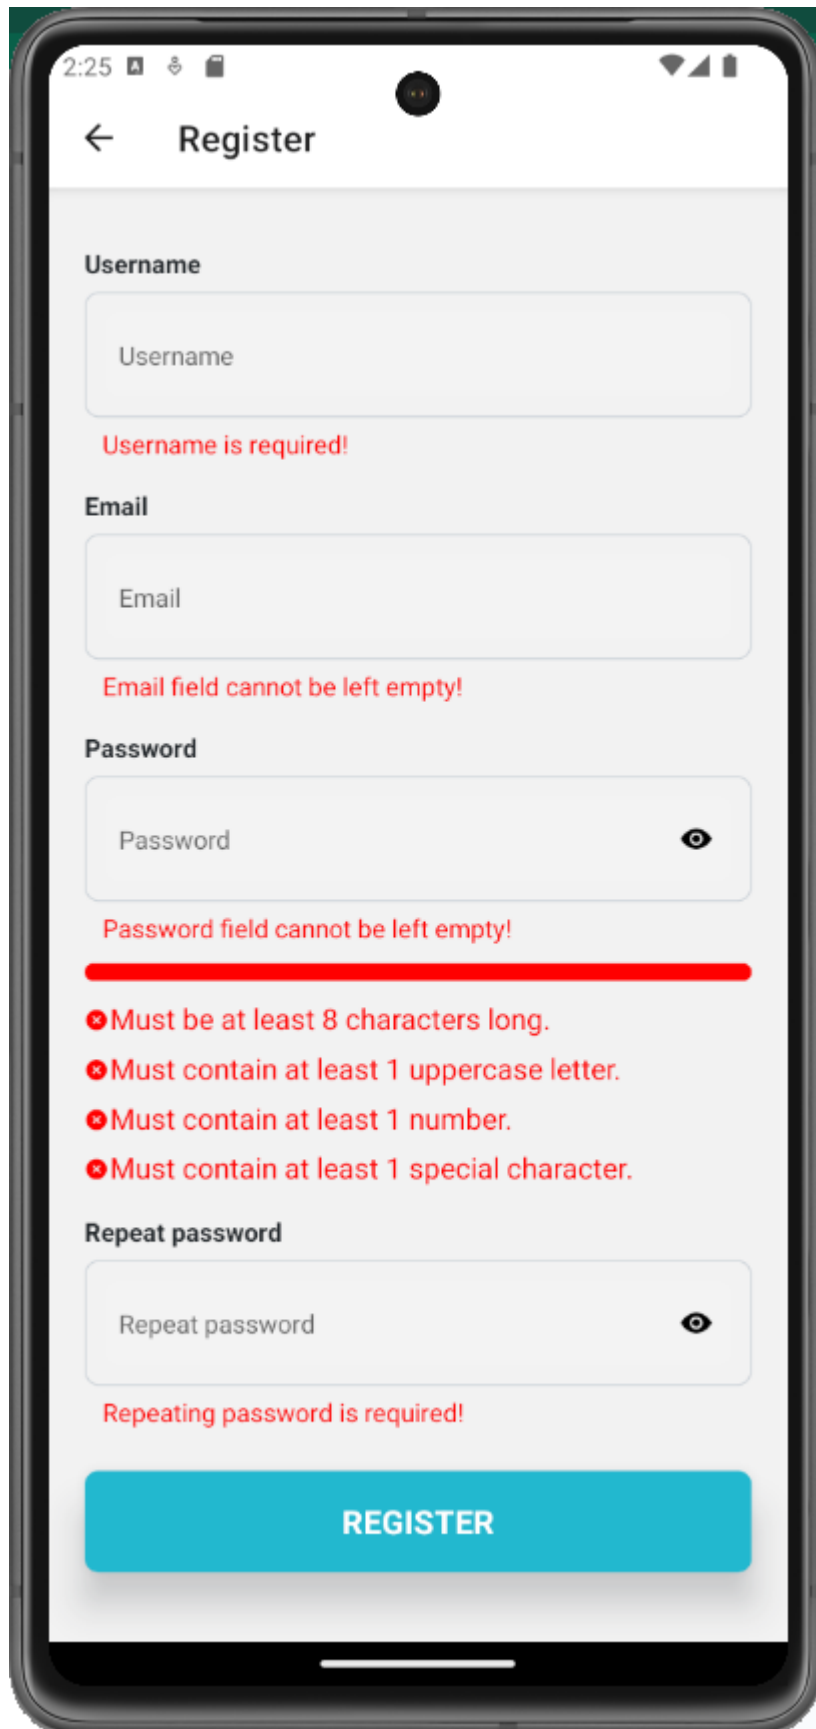 2:25
Register
Username
Username
Username is required!
Email
Email
Email field cannot be left empty!
Password
Password
Password field cannot be left empty!
Must be at least 8 characters long.
Must contain at least 1 uppercase letter.
Must contain at least 1 number.
Must contain at least 1 special character.
Repeat password
Repeat password
Repeating password is required!
REGISTER